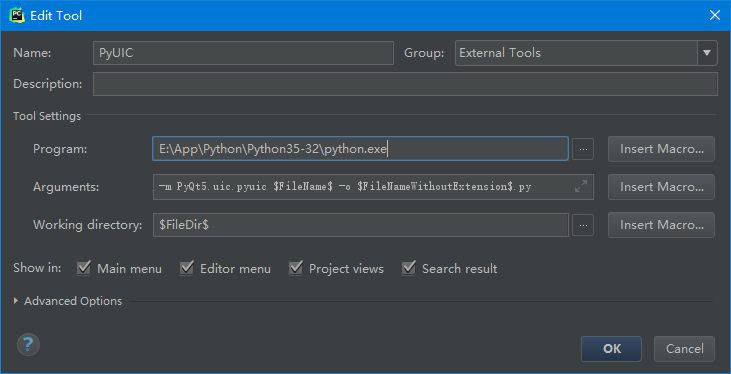 Edit Tool
Name: PyUIC Group: External Tools
Description:
Tool Settings
Program: E:\App\Python\Python35-32\python.exe ... Insert Macro...
Arguments: -m PyQt5.uic.pyuic $FileName$ -o $FileNameWithoutExtension$.py Insert Macro...
Working directory: $FileDir$ ... Insert Macro...
Show in: Main menu Editor menu Project views Search result
Advanced Options
? OK Cancel